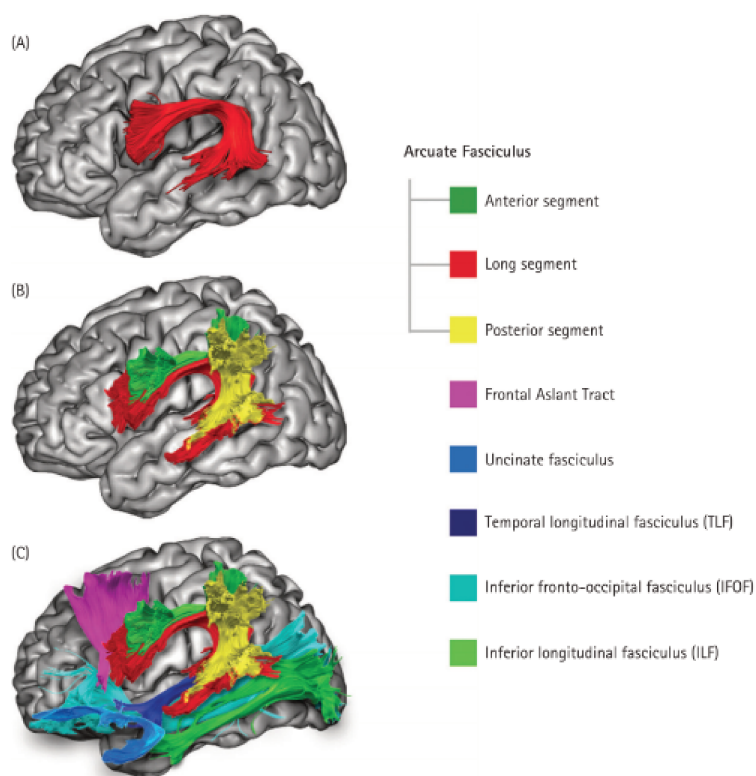 (A)
Arcuate Fasciculus
Anterior segment
Long segment
(B)
Posterior segment
Frontal Aslant Tract
Uncinate fasciculus
Temporal longitudinal fasciculus (TLF)
(C)
Inferior fronto-occipital fasciculus (IFOF)
Inferior longitudinal fasciculus (ILF)